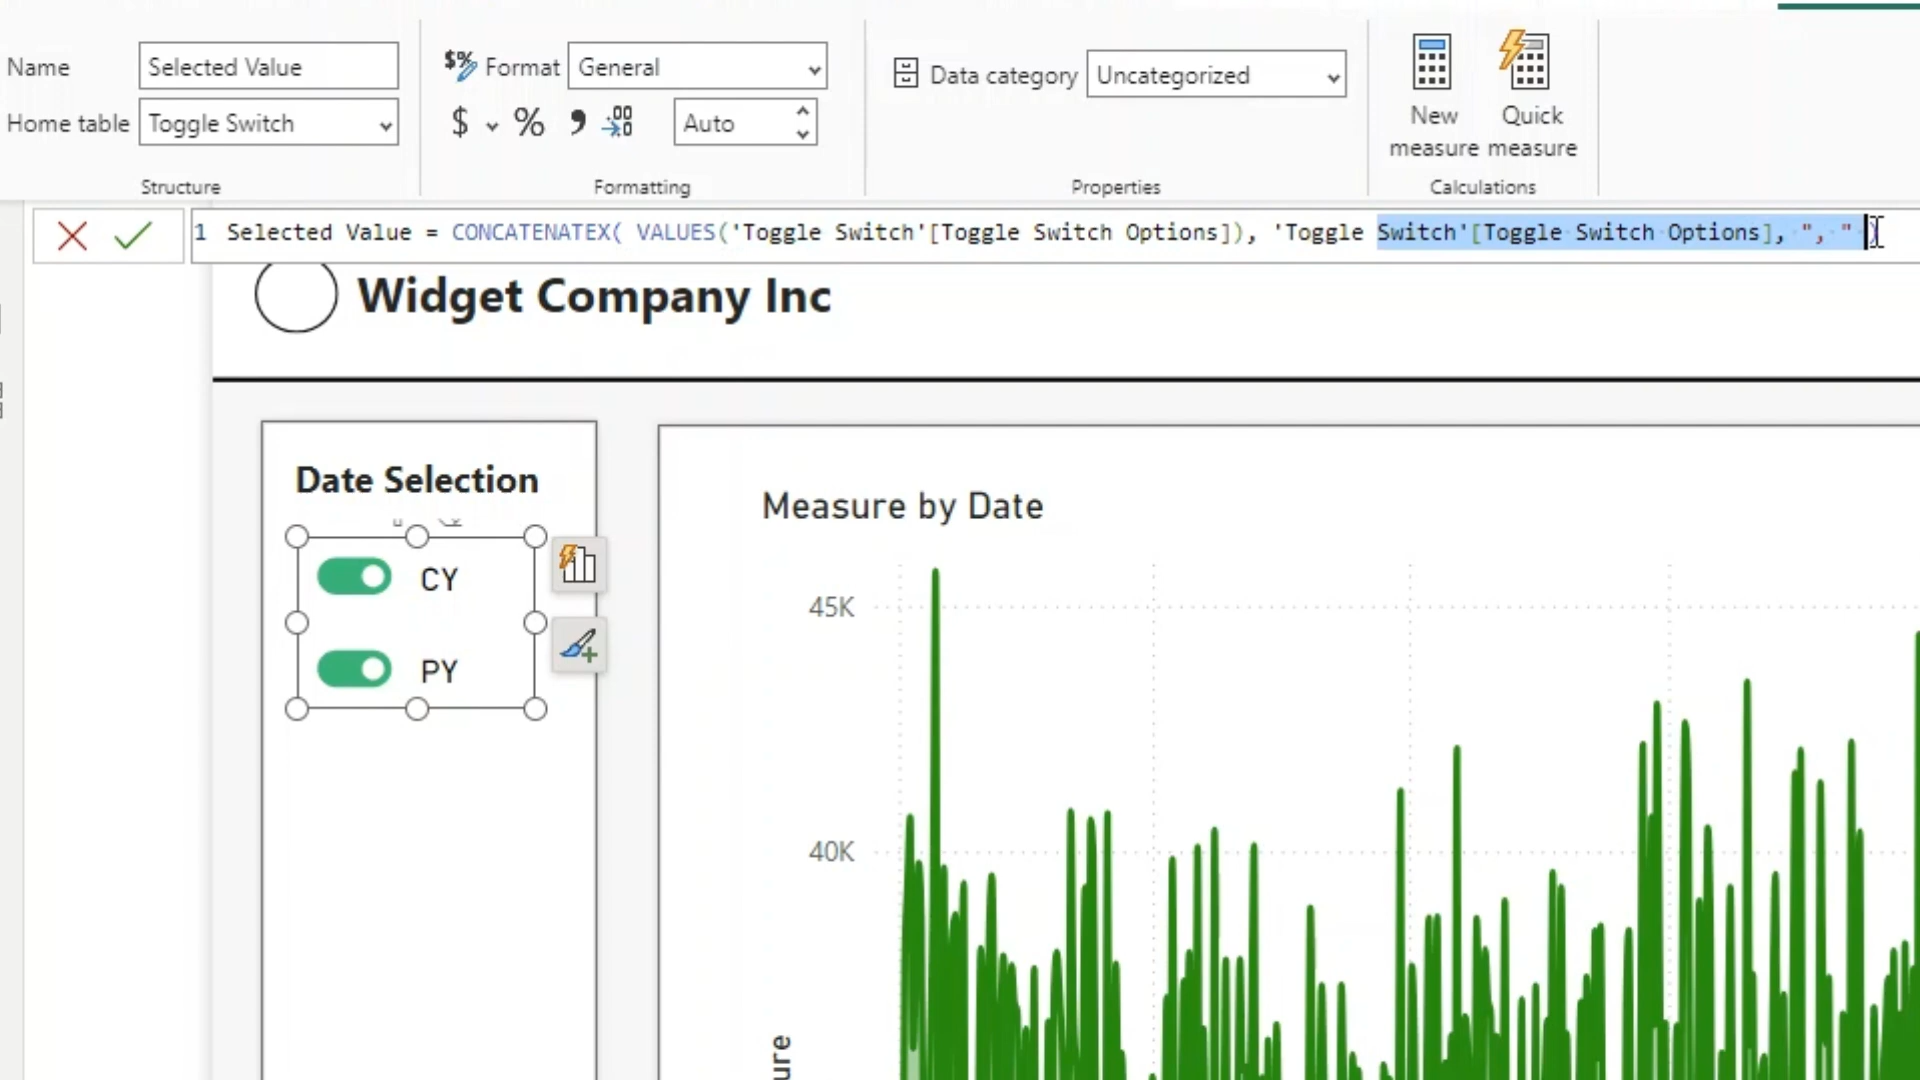 Name
Selected Value
Home table
Toggle Switch
Structure
Format
General
$ % Auto
Formatting
Data category
Uncategorized
Properties
New measure
Quick measure
Calculations
1 Selected Value = CONCATENATEX( VALUES('Toggle Switch'[Toggle Switch Options]), 'Toggle Switch'[Toggle Switch Options], ", " )
Widget Company Inc
Date Selection
CY
PY
Measure by Date
45K
40K